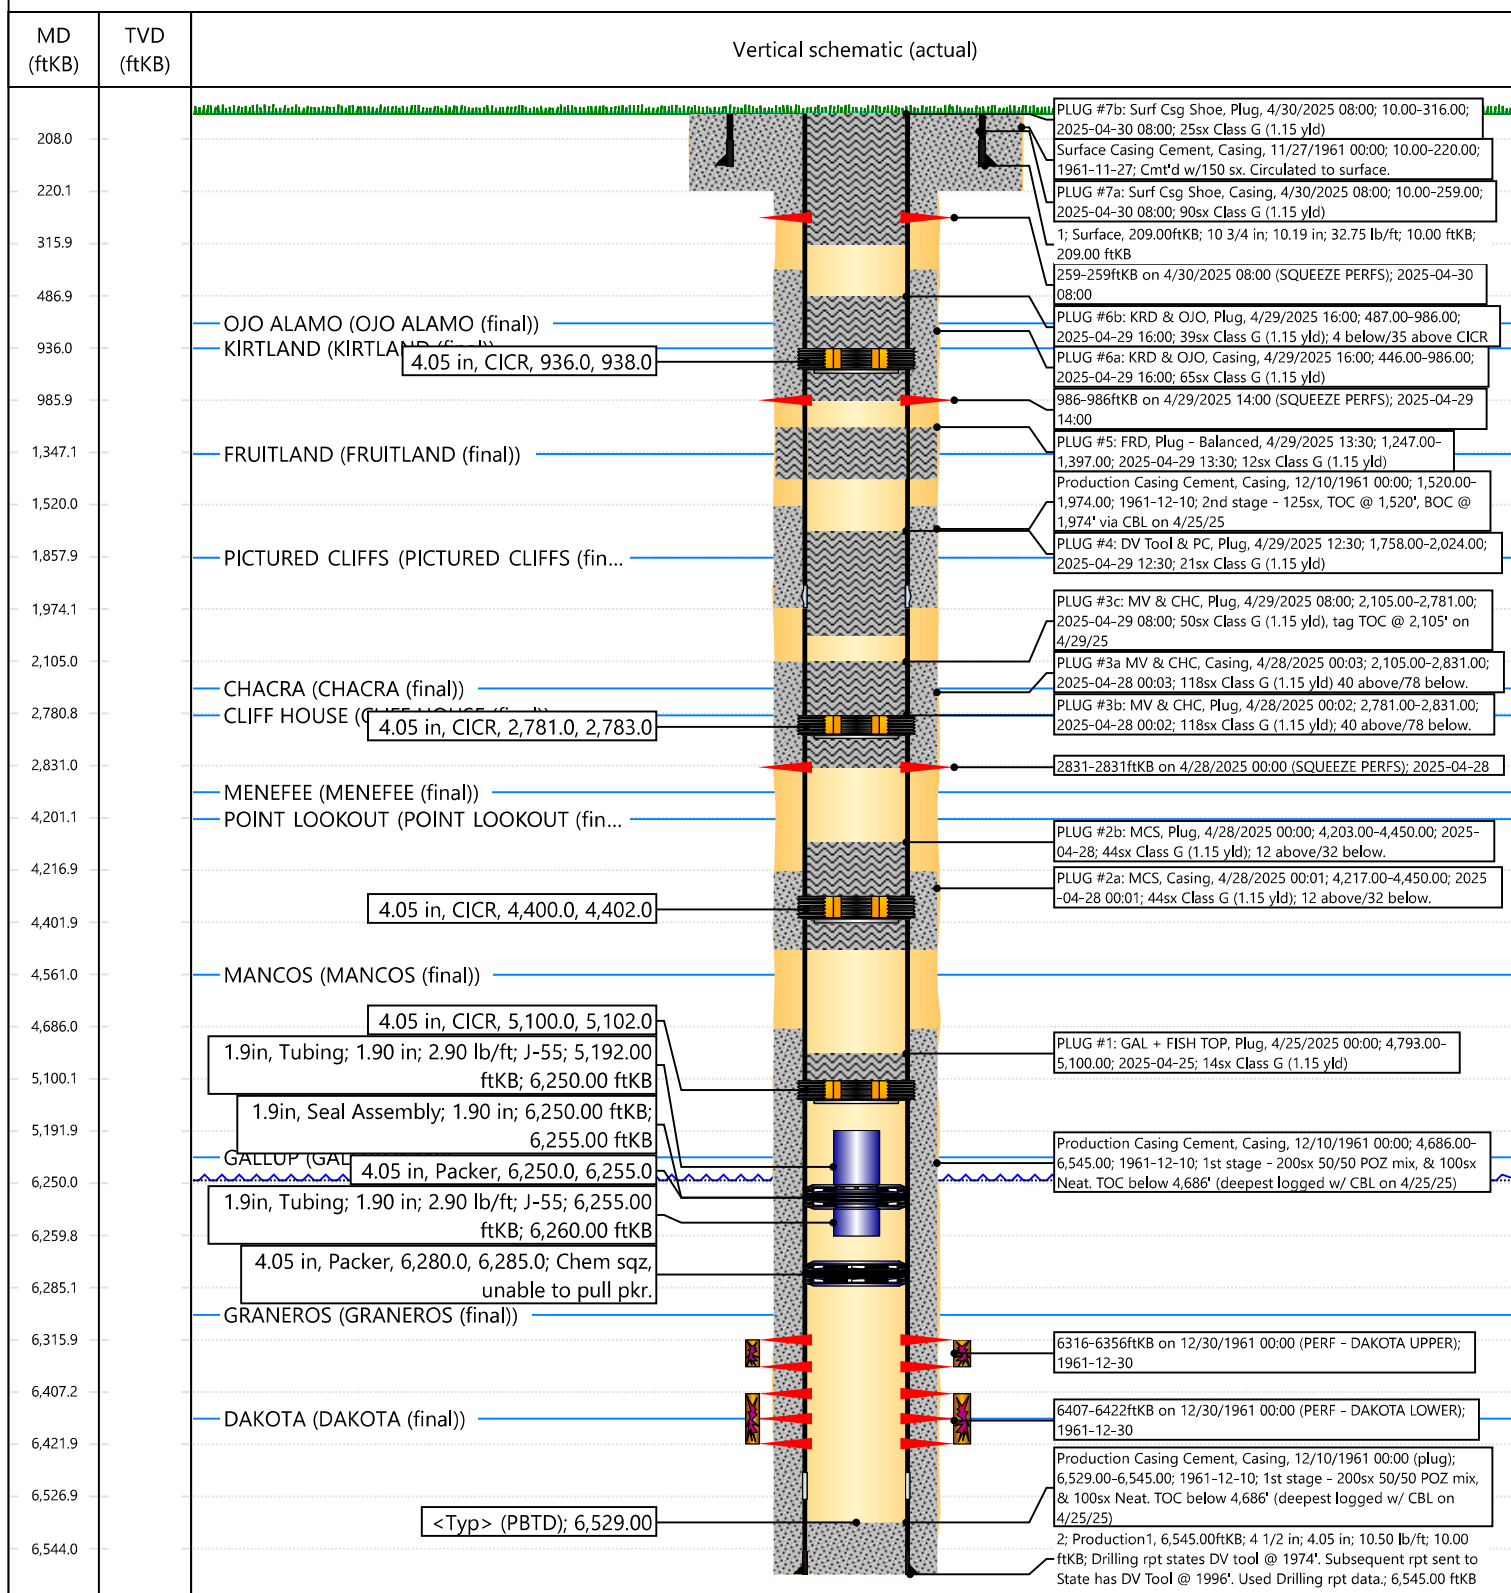 MD
(ftKB)
TVD
(ftKB)
Vertical schematic (actual)
208.0
220.1
315.9
486.9
936.0
985.9
1,347.1
1,520.0
1,857.9
1,974.1
2,105.0
2,780.8
2,831.0
4,201.1
4,216.9
4,401.9
4,561.0
4,686.0
5,100.1
5,191.9
6,250.0
6,259.8
6,285.1
6,315.9
6,407.2
6,421.9
6,526.9
6,544.0
OJO ALAMO (OJO ALAMO (final))
KIRTLAND (KIRTLAND (final))
4.05 in, CICR, 936.0, 938.0
FRUITLAND (FRUITLAND (final))
PICTURED CLIFFS (PICTURED CLIFFS (fin...
CHACRA (CHACRA (final))
CLIFF HOUSE (CLIFF HOUSE (final))
4.05 in, CICR, 2,781.0, 2,783.0
MENEFEE (MENEFEE (final))
POINT LOOKOUT (POINT LOOKOUT (fin...
4.05 in, CICR, 4,400.0, 4,402.0
MANCOS (MANCOS (final))
4.05 in, CICR, 5,100.0, 5,102.0
1.9in, Tubing; 1.90 in; 2.90 lb/ft; J-55; 5,192.00
ftKB; 6,250.00 ftKB
1.9in, Seal Assembly; 1.90 in; 6,250.00 ftKB;
6,255.00 ftKB
GALLUP (GAL
4.05 in, Packer, 6,250.0, 6,255.0
1.9in, Tubing; 1.90 in; 2.90 lb/ft; J-55; 6,255.00
ftKB; 6,260.00 ftKB
4.05 in, Packer, 6,280.0, 6,285.0; Chem sqz,
unable to pull pkr.
GRANEROS (GRANEROS (final))
DAKOTA (DAKOTA (final))
<Typ> (PBTD); 6,529.00
PLUG #7b: Surf Csg Shoe, Plug, 4/30/2025 08:00; 10.00-316.00;
2025-04-30 08:00; 25sx Class G (1.15 yld)
Surface Casing Cement, Casing, 11/27/1961 00:00; 10.00-220.00;
1961-11-27; Cmt'd w/150 sx. Circulated to surface.
PLUG #7a: Surf Csg Shoe, Casing, 4/30/2025 08:00; 10.00-259.00;
2025-04-30 08:00; 90sx Class G (1.15 yld)
1; Surface, 209.00ftKB; 10 3/4 in; 10.19 in; 32.75 lb/ft; 10.00 ftKB;
209.00 ftKB
259-259ftKB on 4/30/2025 08:00 (SQUEEZE PERFS); 2025-04-30
08:00
PLUG #6b: KRD & OJO, Plug, 4/29/2025 16:00; 487.00-986.00;
2025-04-29 16:00; 39sx Class G (1.15 yld); 4 below/35 above CICR
PLUG #6a: KRD & OJO, Casing, 4/29/2025 16:00; 446.00-986.00;
2025-04-29 16:00; 65sx Class G (1.15 yld)
986-986ftKB on 4/29/2025 14:00 (SQUEEZE PERFS); 2025-04-29
14:00
PLUG #5: FRD, Plug - Balanced, 4/29/2025 13:30; 1,247.00-
1,397.00; 2025-04-29 13:30; 12sx Class G (1.15 yld)
Production Casing Cement, Casing, 12/10/1961 00:00; 1,520.00-
1,974.00; 1961-12-10; 2nd stage - 125sx, TOC @ 1,520', BOC @
1,974' via CBL on 4/25/25
PLUG #4: DV Tool & PC, Plug, 4/29/2025 12:30; 1,758.00-2,024.00;
2025-04-29 12:30; 21sx Class G (1.15 yld)
PLUG #3c: MV & CHC, Plug, 4/29/2025 08:00; 2,105.00-2,781.00;
2025-04-29 08:00; 50sx Class G (1.15 yld), tag TOC @ 2,105' on
4/29/25
PLUG #3a MV & CHC, Casing, 4/28/2025 00:03; 2,105.00-2,831.00;
2025-04-28 00:03; 118sx Class G (1.15 yld) 40 above/78 below.
PLUG #3b: MV & CHC, Plug, 4/28/2025 00:02; 2,781.00-2,831.00;
2025-04-28 00:02; 118sx Class G (1.15 yld); 40 above/78 below.
2831-2831ftKB on 4/28/2025 00:00 (SQUEEZE PERFS); 2025-04-28
PLUG #2b: MCS, Plug, 4/28/2025 00:00; 4,203.00-4,450.00; 2025-
04-28; 44sx Class G (1.15 yld); 12 above/32 below.
PLUG #2a: MCS, Casing, 4/28/2025 00:01; 4,217.00-4,450.00; 2025
-04-28 00:01; 44sx Class G (1.15 yld); 12 above/32 below.
PLUG #1: GAL + FISH TOP, Plug, 4/25/2025 00:00; 4,793.00-
5,100.00; 2025-04-25; 14sx Class G (1.15 yld)
Production Casing Cement, Casing, 12/10/1961 00:00; 4,686.00-
6,545.00; 1961-12-10; 1st stage - 200sx 50/50 POZ mix, & 100sx
Neat. TOC below 4,686' (deepest logged w/ CBL on 4/25/25)
6316-6356ftKB on 12/30/1961 00:00 (PERF - DAKOTA UPPER);
1961-12-30
6407-6422ftKB on 12/30/1961 00:00 (PERF - DAKOTA LOWER);
1961-12-30
Production Casing Cement, Casing, 12/10/1961 00:00 (plug);
6,529.00-6,545.00; 1961-12-10; 1st stage - 200sx 50/50 POZ mix,
& 100sx Neat. TOC below 4,686' (deepest logged w/ CBL on
4/25/25)
2; Production1, 6,545.00ftKB; 4 1/2 in; 4.05 in; 10.50 lb/ft; 10.00
ftKB; Drilling rpt states DV tool @ 1974'. Subsequent rpt sent to
State has DV Tool @ 1996'. Used Drilling rpt data.; 6,545.00 ftKB